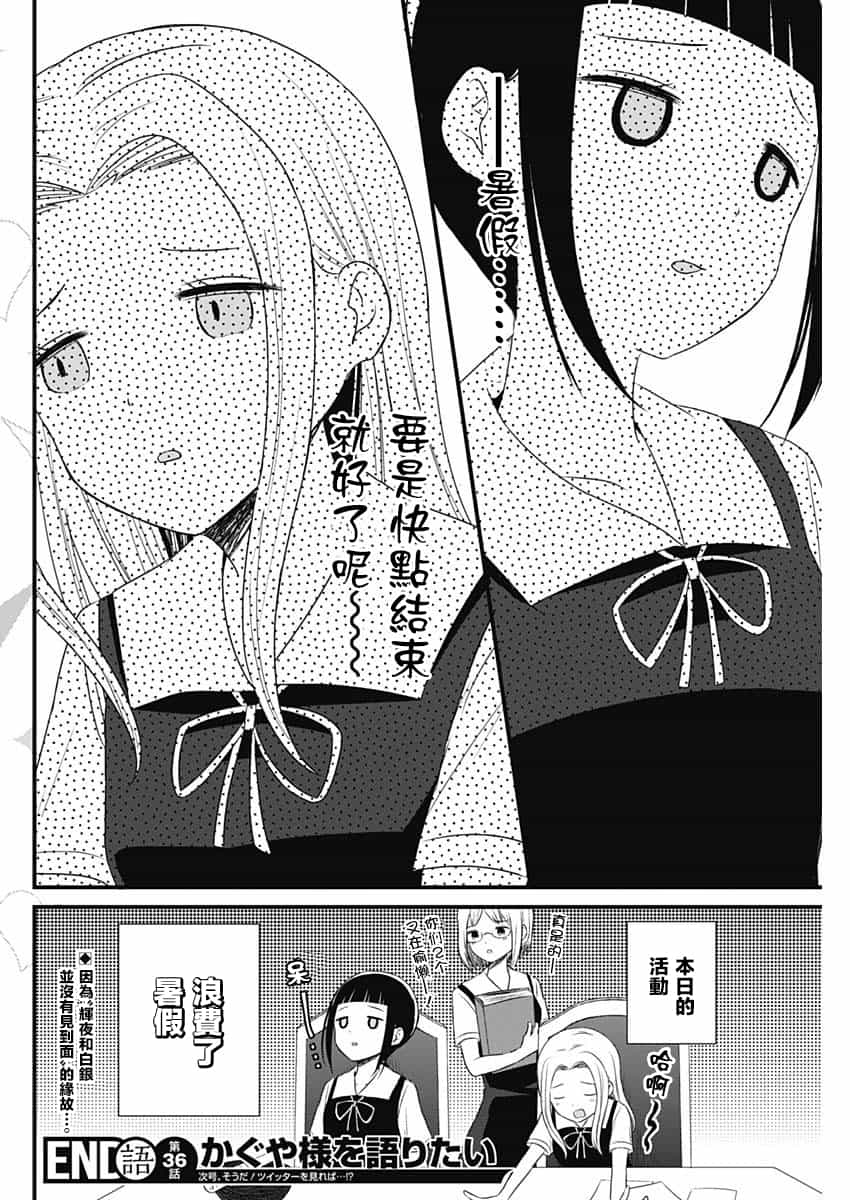 ——暑假……
要是快點結束
就好了呢～～～
本日的
活動
真是的—
你们2个
又在偷懒—！
哈啊～～
呆—…
浪費了
暑假
◆因為“輝夜和白銀
並沒有見到面”的緣故…。
END 語 第36話 かぐや様を語りたい
次号、そうだ！ツイッターを見れば…!?